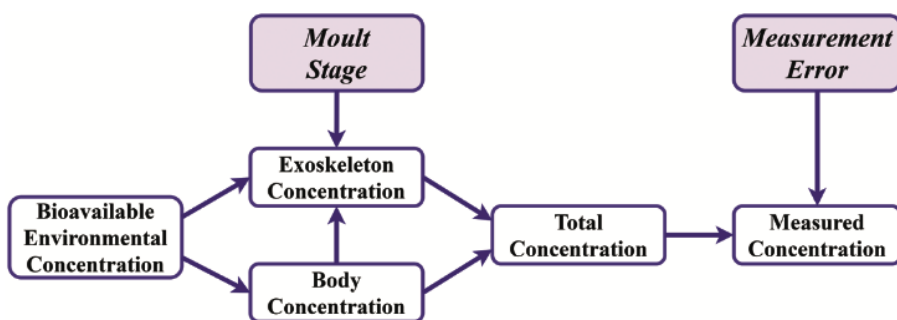 Moult
Stage
Measurement
Error
Exoskeleton
Concentration
Bioavailable
Environmental
Concentration
Total
Concentration
Measured
Concentration
Body
Concentration